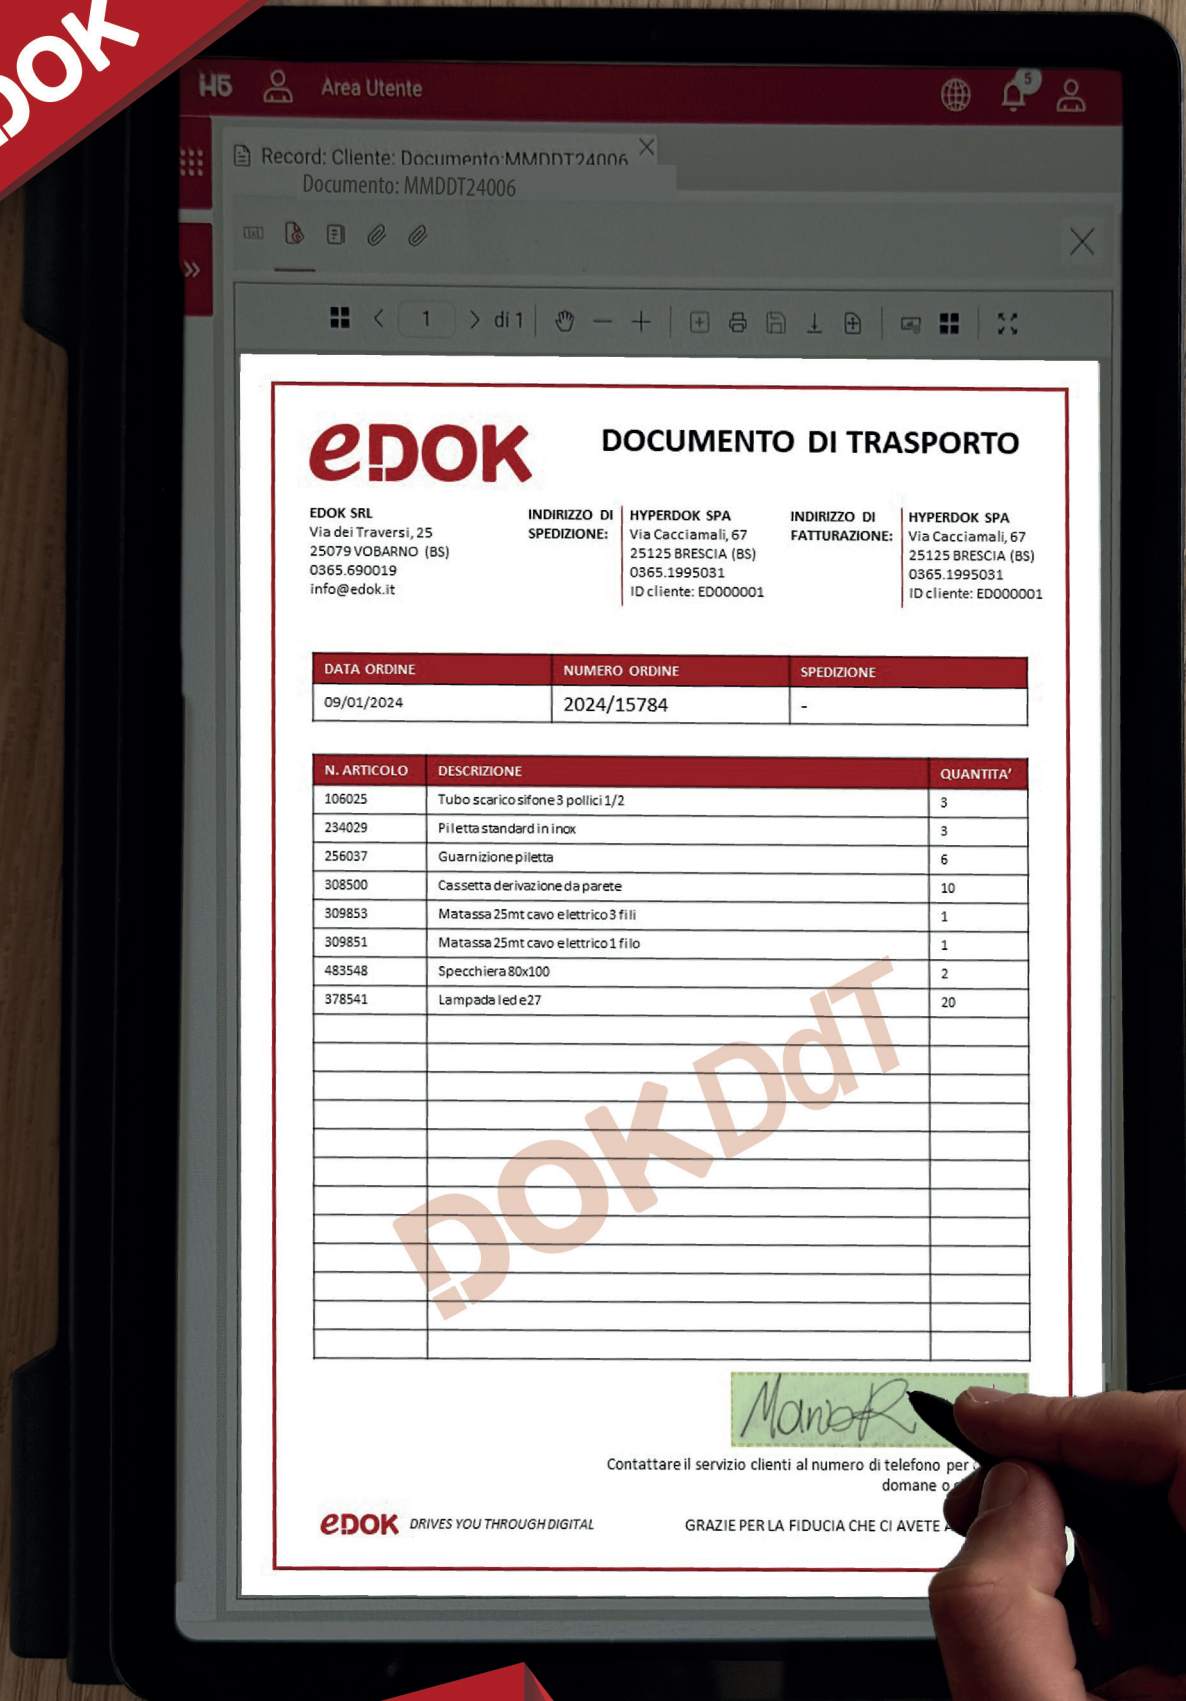 DOK
H5 Area Utente 5
Record: Cliente: Documento:MMDDT24006
Documento: MMDDT24006
1 di 1
eDOK DOCUMENTO DI TRASPORTO
EDOK SRL
Via dei Traversi, 25
25079 VOBARNO (BS)
0365.690019
info@edok.it
INDIRIZZO DI
SPEDIZIONE:
HYPERDOK SPA
Via Cacciamali, 67
25125 BRESCIA (BS)
0365.1995031
ID cliente: ED000001
INDIRIZZO DI
FATTURAZIONE:
HYPERDOK SPA
Via Cacciamali, 67
25125 BRESCIA (BS)
0365.1995031
ID cliente: ED000001
DATA ORDINE NUMERO ORDINE SPEDIZIONE
09/01/2024 2024/15784 -
N. ARTICOLO DESCRIZIONE QUANTITA'
106025 Tubo scarico sifone 3 pollici 1/2 3
234029 Piletta standard in inox 3
256037 Guarnizione piletta 6
308500 Cassetta derivazione da parete 10
309853 Matassa 25mt cavo elettrico 3 fili 1
309851 Matassa 25mt cavo elettrico 1 filo 1
483548 Specchiera 80x100 2
378541 Lampada led e27 20
DOKDdT
Mario R
Contattare il servizio clienti al numero di telefono per
domane o
eDOK DRIVES YOU THROUGH DIGITAL GRAZIE PER LA FIDUCIA CHE CI AVETE